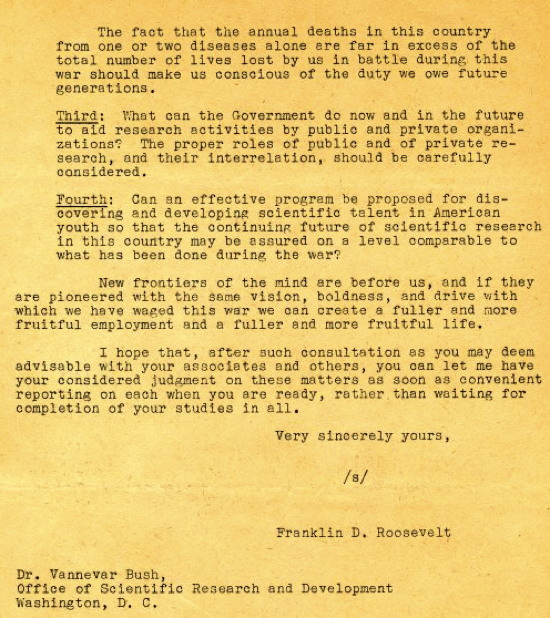 The fact that the annual deaths in this country
from one or two diseases alone are far in excess of the
total number of lives lost by us in battle during this
war should make us conscious of the duty we owe future
generations.
Third: What can the Government do now and in the future
to aid research activities by public and private organi-
zations? The proper roles of public and of private re-
search, and their interrelation, should be carefully
considered.
Fourth: Can an effective program be proposed for dis-
covering and developing scientific talent in American
youth so that the continuing future of scientific research
in this country may be assured on a level comparable to
what has been done during the war?
New frontiers of the mind are before us, and if they
are pioneered with the same vision, boldness, and drive with
which we have waged this war we can create a fuller and more
fruitful employment and a fuller and more fruitful life.
I hope that, after such consultation as you may deem
advisable with your associates and others, you can let me have
your considered judgment on these matters as soon as convenient
reporting on each when you are ready, rather than waiting for
completion of your studies in all.
Very sincerely yours,
/s/
Franklin D. Roosevelt
Dr. Vannevar Bush,
Office of Scientific Research and Development
Washington, D. C.